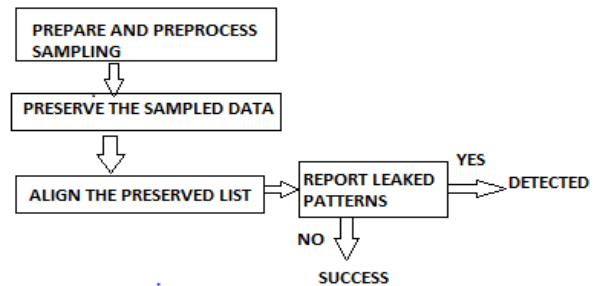 PREPARE AND PREPROCESS
SAMPLING
PRESERVE THE SAMPLED DATA
ALIGN THE PRESERVED LIST
REPORT LEAKED
PATTERNS
YES
DETECTED
NO
SUCCESS